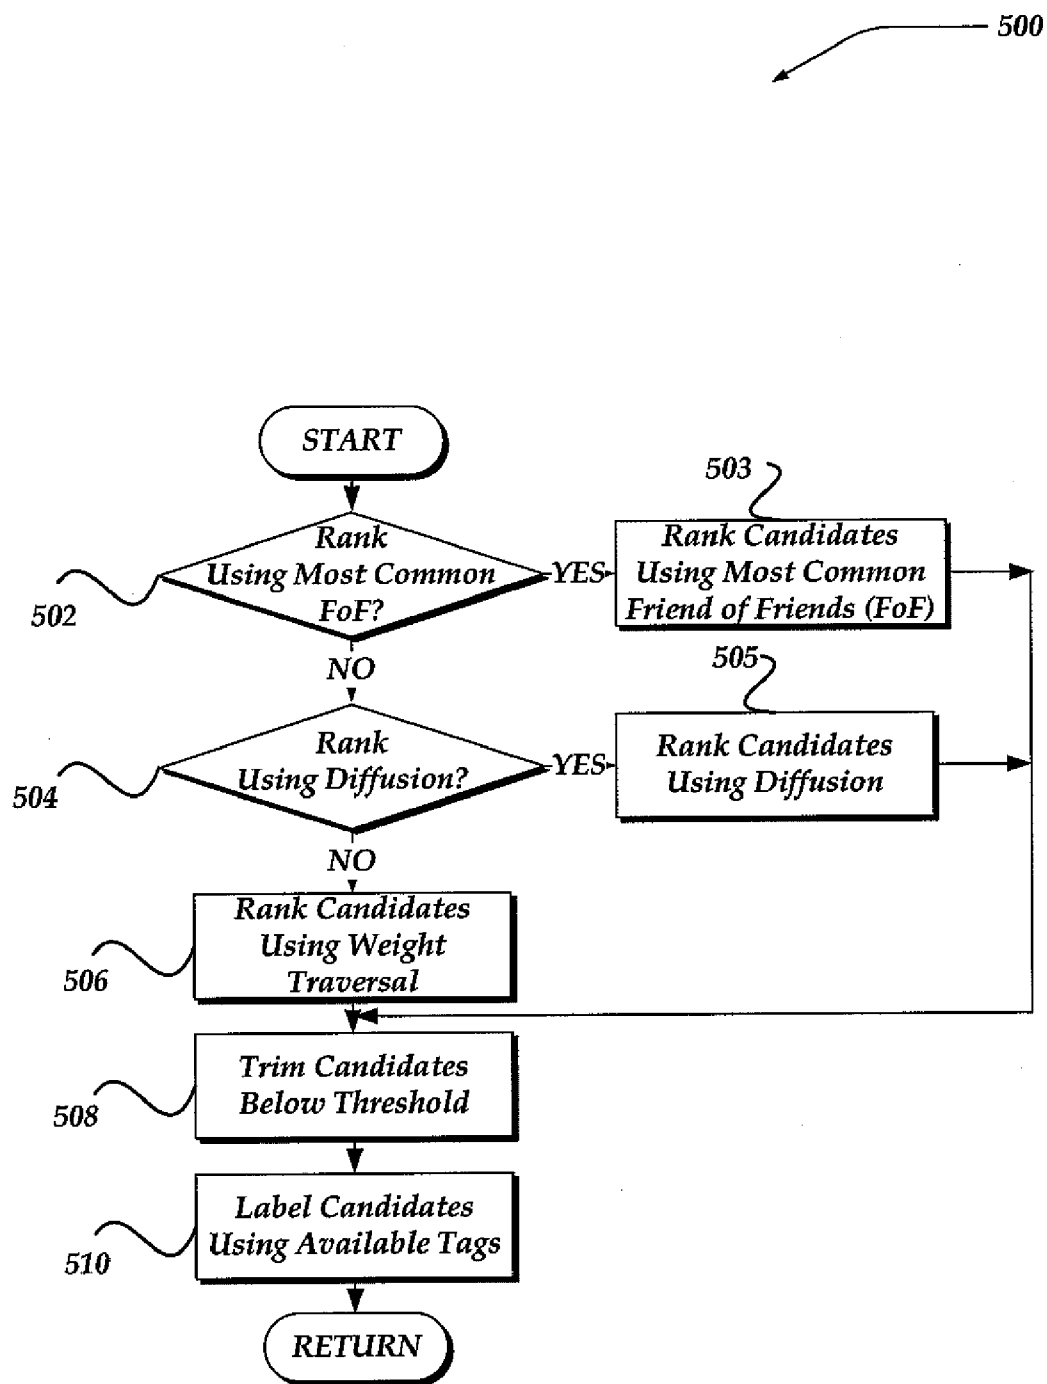 500
START
503
Rank
Using Most Common
FoF?
YES
Rank Candidates
Using Most Common
Friend of Friends (FoF)
502
NO
505
Rank
Using Diffusion?
YES
Rank Candidates
Using Diffusion
504
NO
Rank Candidates
Using Weight
Traversal
506
Trim Candidates
Below Threshold
508
Label Candidates
Using Available Tags
510
RETURN